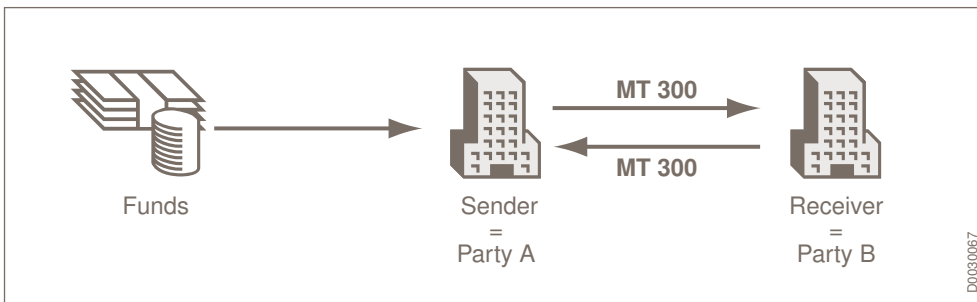 MT 300
MT 300
Funds
Sender
=
Party A
Receiver
=
Party B
D0030067